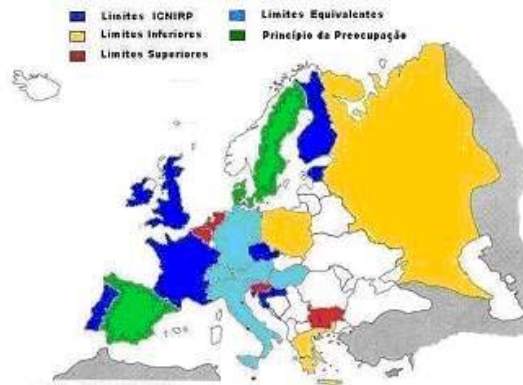 Limites ICNIRP
Limites Inferiores
Limites Superiores
Limites Equivalentes
Princípio da Preocupação